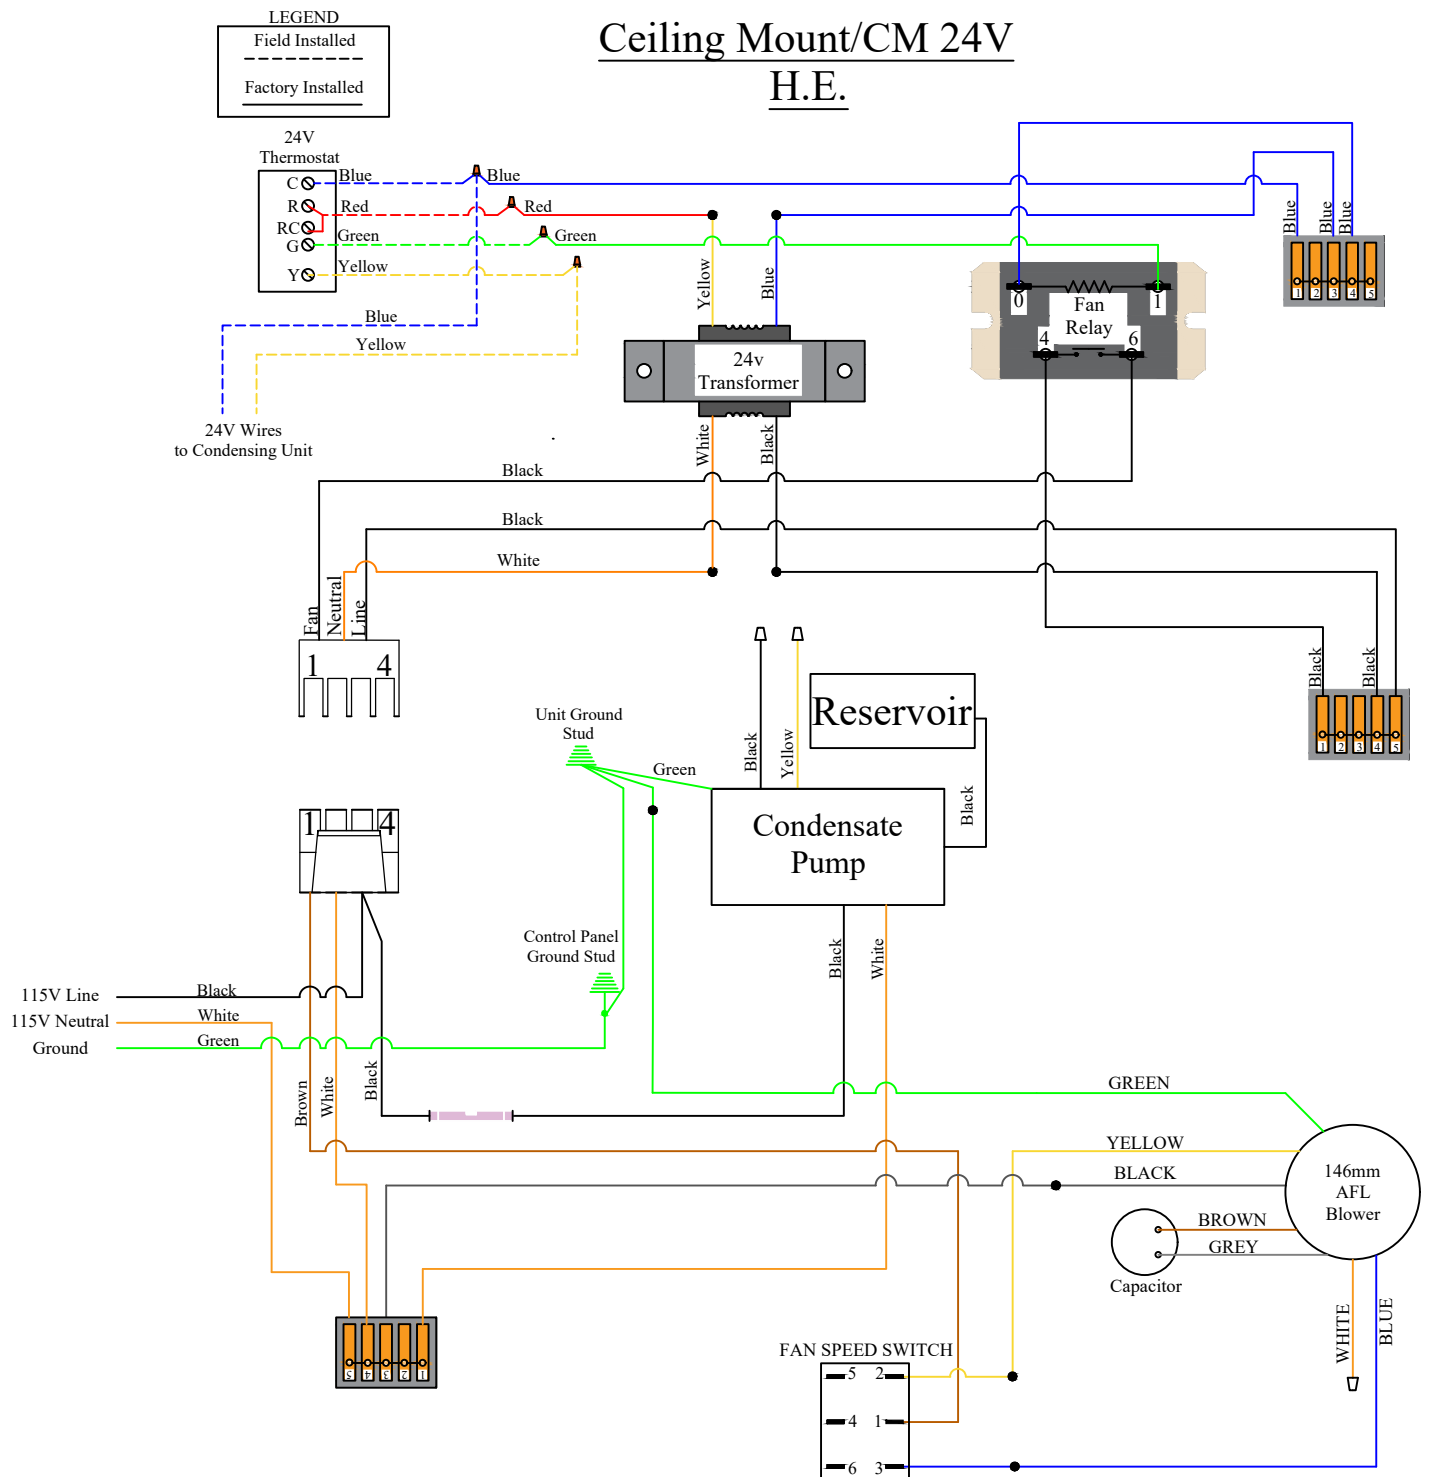 LEGEND
Field Installed
Factory Installed
Ceiling Mount/CM 24V
H.E.
24V
Thermostat
C
Blue
Blue
R
Red
Red
RC
G
Green
Green
Y
Yellow
Blue
Yellow
24V Wires
to Condensing Unit
Yellow
Blue
24v
Transformer
White
Black
0
1
Fan
Relay
4
6
Blue
Blue
Blue
1 2 3 4 5
Black
Black
White
Fan
Neutral
Line
1 4
Black
Black
1 2 3 4 5
Unit Ground
Stud
Green
Black
Yellow
Reservoir
Black
Condensate
Pump
1 4
Control Panel
Ground Stud
Black
White
115V Line
Black
115V Neutral
White
Ground
Green
Brown
White
Black
GREEN
YELLOW
BLACK
146mm
AFL
Blower
BROWN
GREY
Capacitor
WHITE
BLUE
5 4 3 2 1
FAN SPEED SWITCH
5 2
4 1
6 3